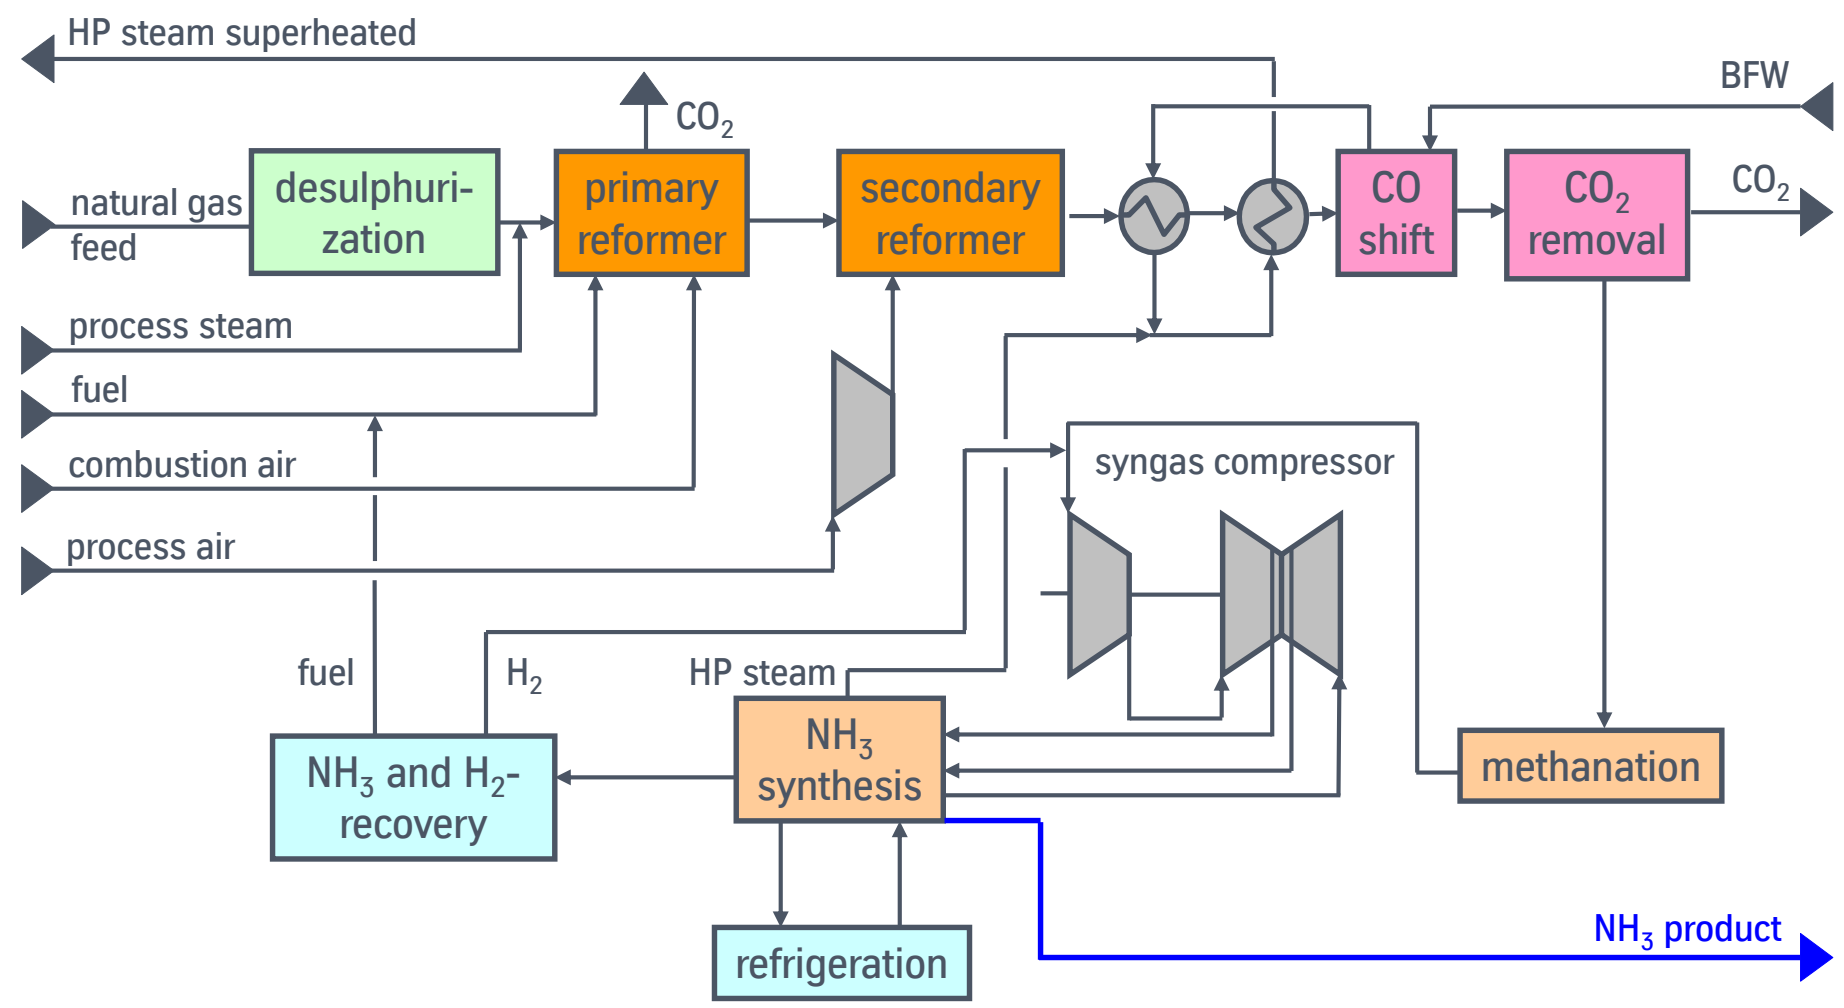 HP steam superheated
BFW
CO₂
natural gas
feed
desulphuri-
zation
primary
reformer
secondary
reformer
CO
shift
CO₂
removal
CO₂
process steam
fuel
combustion air
process air
syngas compressor
fuel
H₂
HP steam
NH₃ and H₂-
recovery
NH₃
synthesis
methanation
refrigeration
NH₃ product